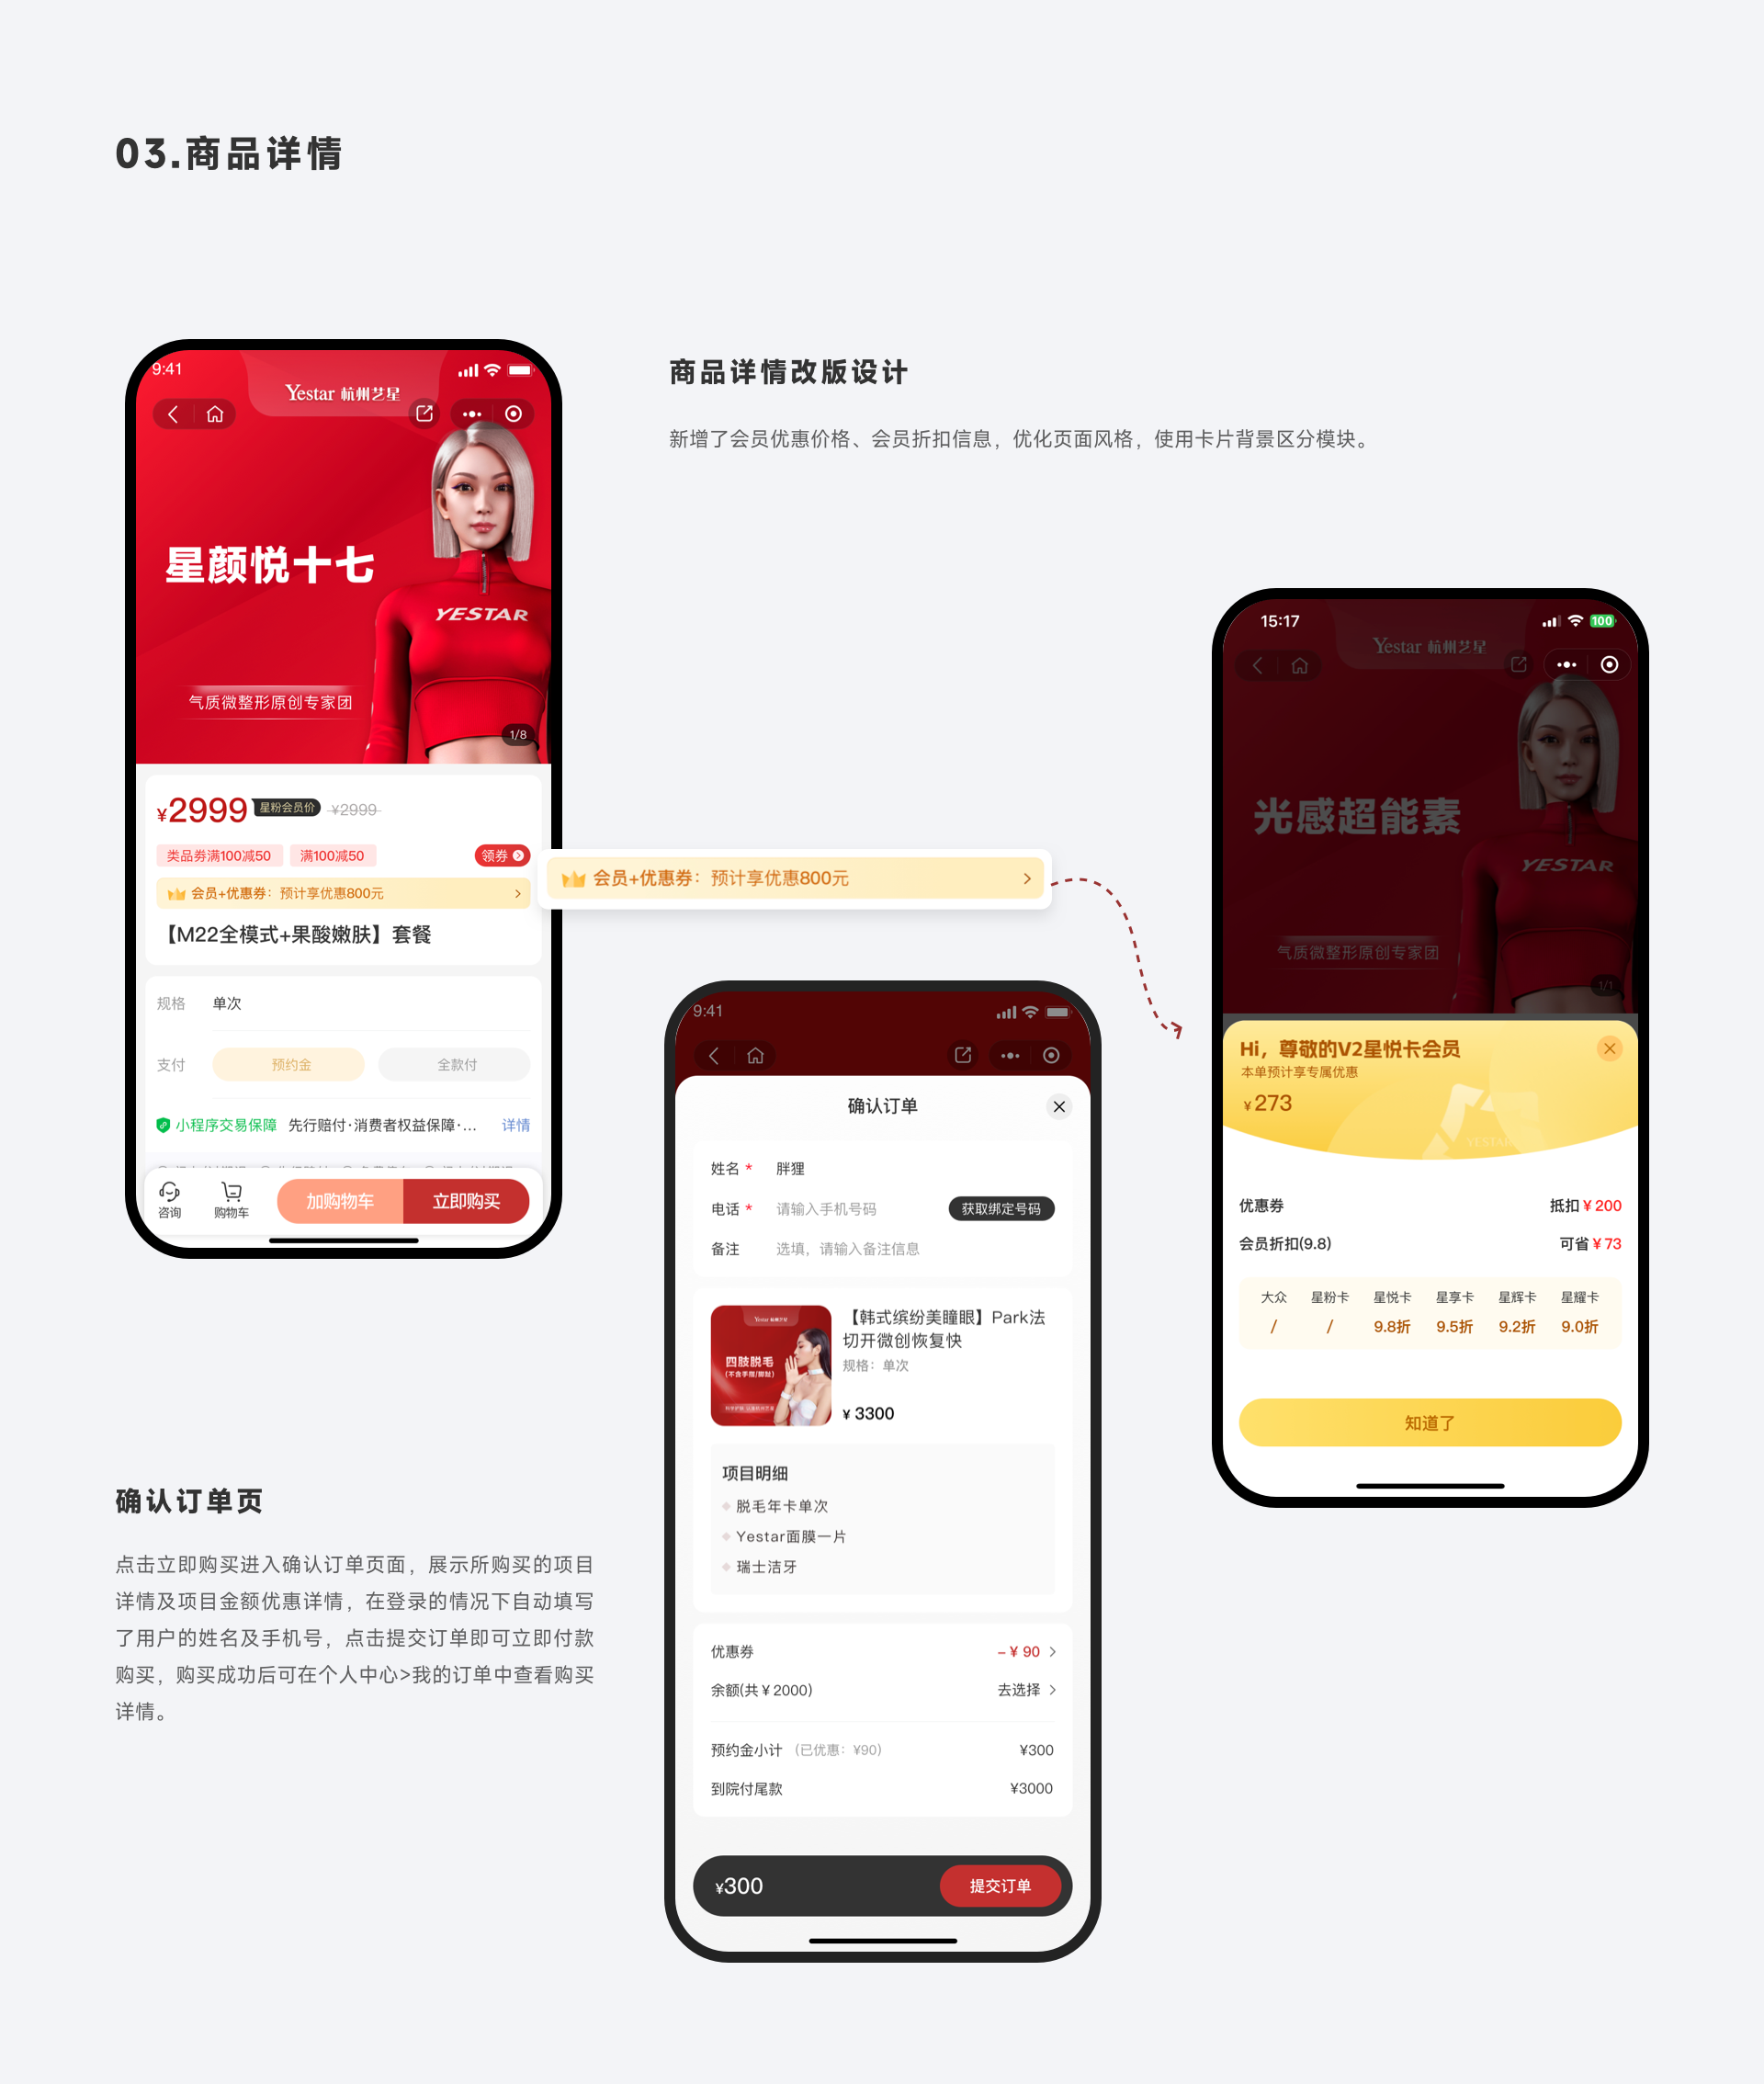 03.商品详情
9:41
Yestar 杭州艺星
星颜悦十七
YESTAR
气质微整形原创专家团
1/8
¥2999 星粉会员价 ¥2999
类品券满100减50 满100减50 领券
会员+优惠券：预计享优惠800元
【M22全模式+果酸嫩肤】套餐
规格 单次
支付 预约金 全款付
小程序交易保障 先行赔付·消费者权益保障·... 详情
咨询 购物车 加购物车 立即购买
商品详情改版设计
新增了会员优惠价格、会员折扣信息，优化页面风格，使用卡片背景区分模块。
会员+优惠券：预计享优惠800元
15:17
100
Yestar 杭州艺星
光感超能素
YESTAR
气质微整形原创专家团
1/1
Hi，尊敬的V2星悦卡会员
本单预计享专属优惠
¥273
YESTAR
优惠券 抵扣¥200
会员折扣(9.8) 可省¥73
大众 星粉卡 星悦卡 星享卡 星辉卡 星耀卡
/ / 9.8折 9.5折 9.2折 9.0折
知道了
9:41
确认订单
姓名 * 胖狸
电话 * 请输入手机号码 获取绑定号码
备注 选填，请输入备注信息
Yestar 杭州艺星
四肢脱毛
(不含手指/脚趾)
【韩式缤纷美瞳眼】Park法
切开微创恢复快
规格：单次
¥ 3300
项目明细
脱毛年卡单次
Yestar面膜一片
瑞士洁牙
优惠券 -¥ 90
余额(共¥2000) 去选择
预约金小计 (已优惠：¥90) ¥300
到院付尾款 ¥3000
¥300 提交订单
确认订单页
点击立即购买进入确认订单页面，展示所购买的项目
详情及项目金额优惠详情，在登录的情况下自动填写
了用户的姓名及手机号，点击提交订单即可立即付款
购买，购买成功后可在个人中心>我的订单中查看购买
详情。